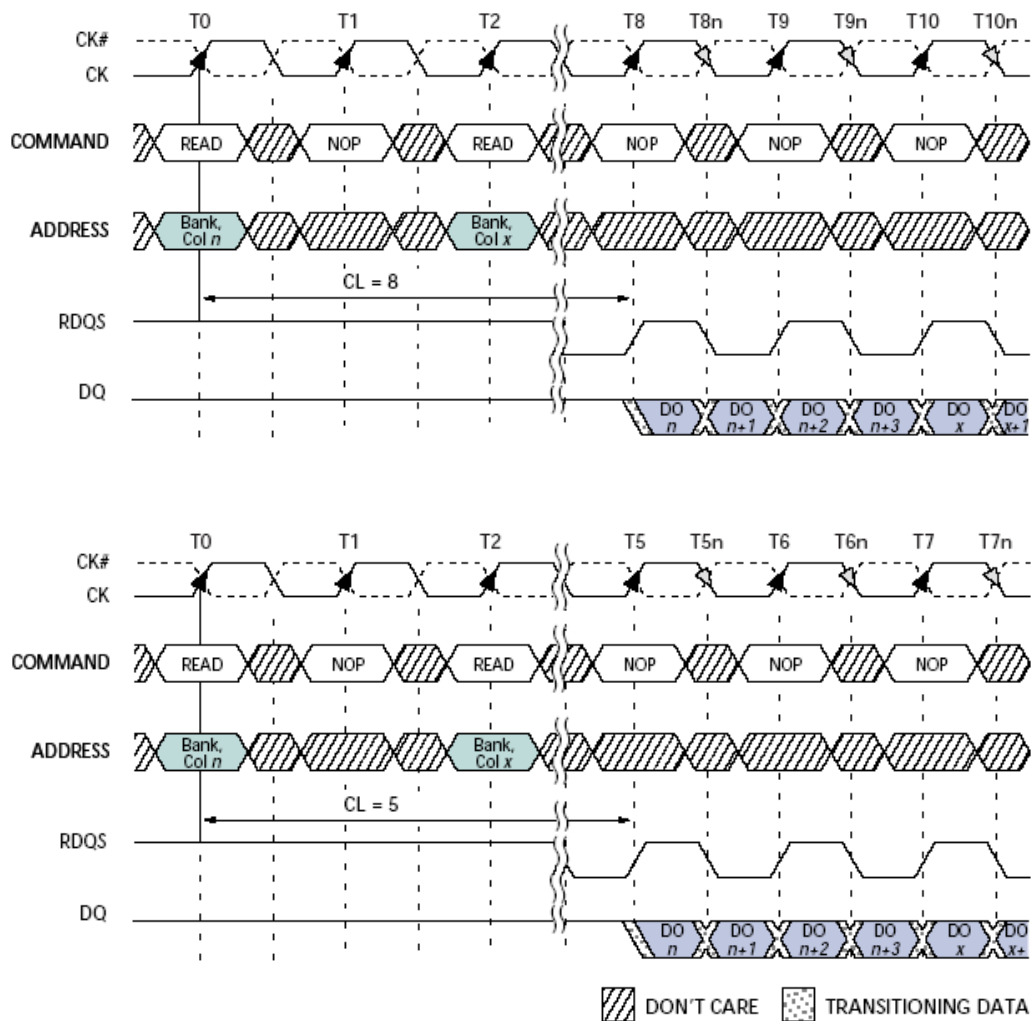 T0 T1 T2 T8 T8n T9 T9n T10 T10n
CK#
CK
COMMAND READ NOP READ NOP NOP NOP
ADDRESS Bank, Col n Bank, Col x
CL = 8
RDQS
DQ
DO n DO n+1 DO n+2 DO n+3 DO x DO x+1
T0 T1 T2 T5 T5n T6 T6n T7 T7n
CK#
CK
COMMAND READ NOP READ NOP NOP NOP
ADDRESS Bank, Col n Bank, Col x
CL = 5
RDQS
DQ
DO n DO n+1 DO n+2 DO n+3 DO x DO x+
DON'T CARE TRANSITIONING DATA